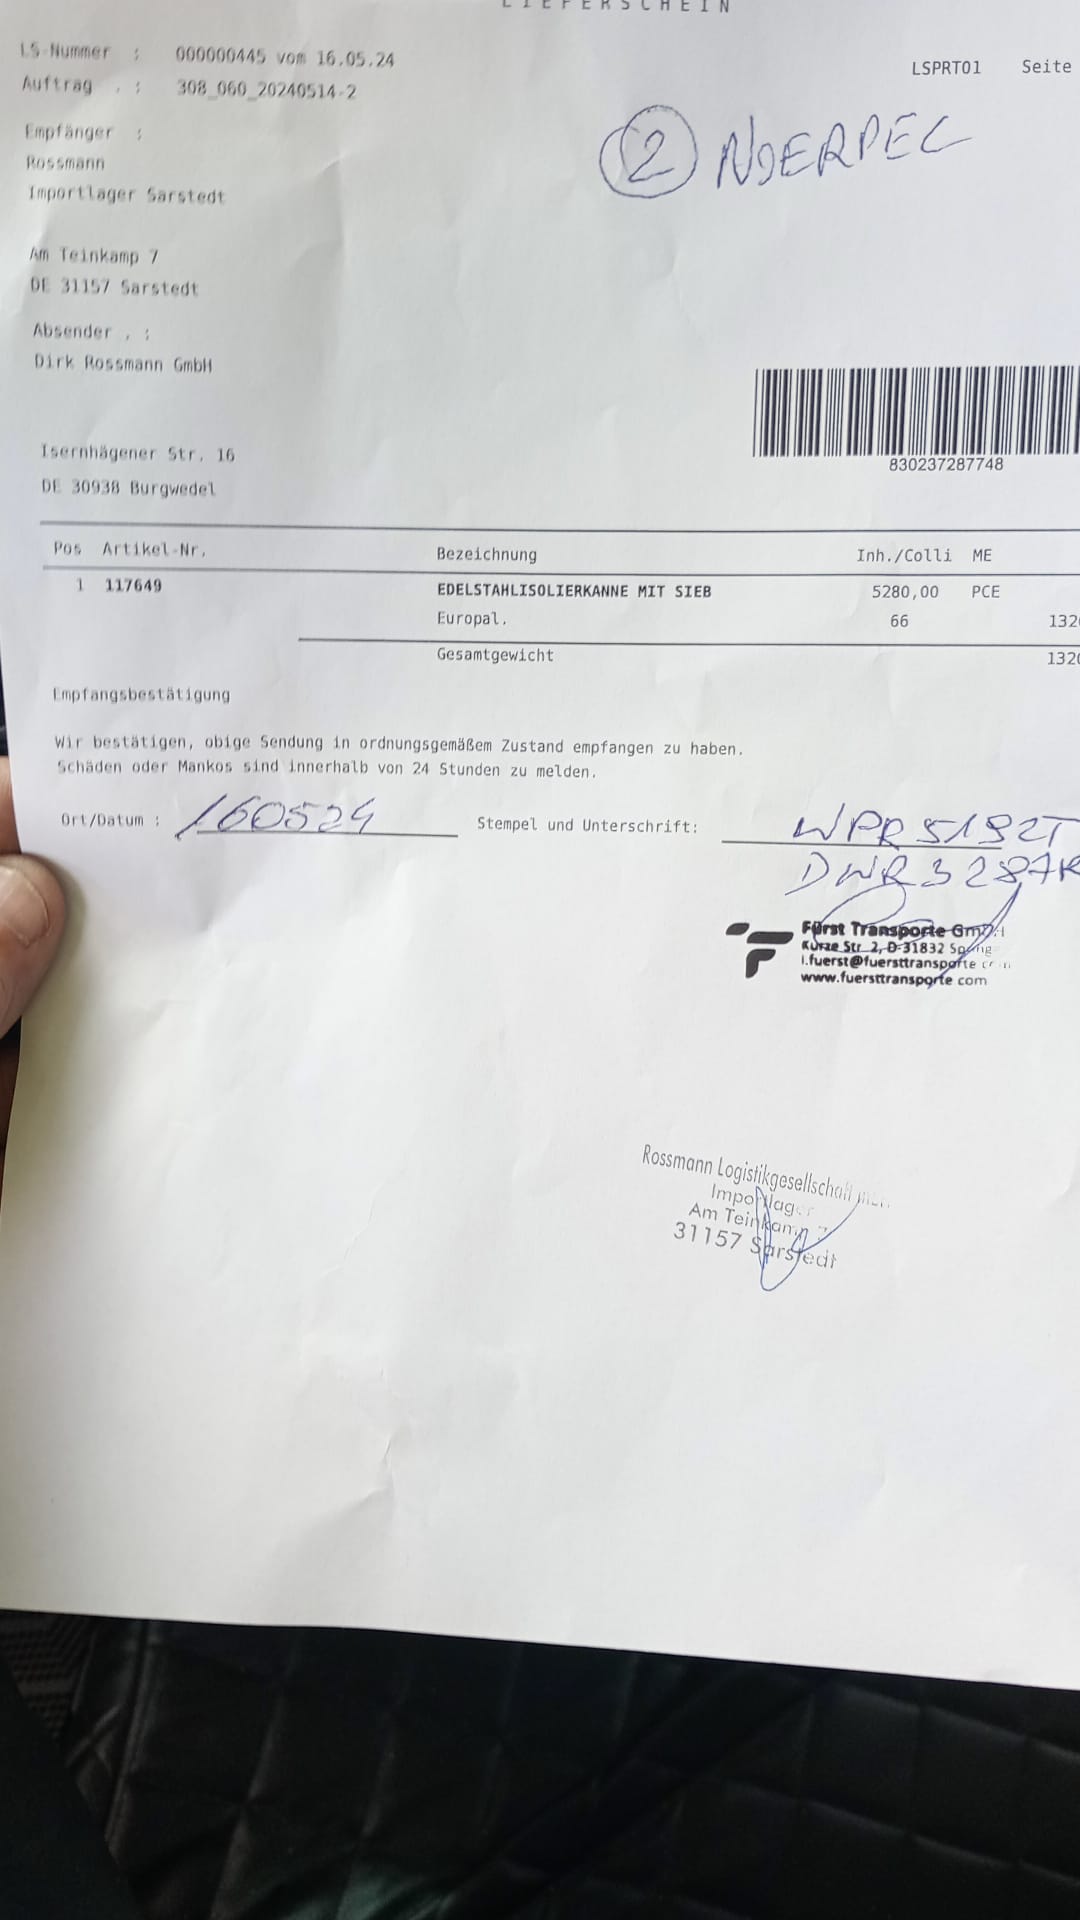 LIEFERSCHEIN
LS-Nummer : 000000445 vom 16.05.24
LSPRT01 Seite
Auftrag . : 308_060_20240514-2
② NIERPEC
Empfänger :
Rossmann
Importlager Sarstedt
Am Teinkamp 7
DE 31157 Sarstedt
Absender . :
Dirk Rossmann GmbH
Isernhägener Str. 16
DE 30938 Burgwedel
830237287748
Pos Artikel-Nr. Bezeichnung Inh./Colli ME
1 117649 EDELSTAHLISOLIERKANNE MIT SIEB 5280,00 PCE
Europal. 66 132
Gesamtgewicht 132
Empfangsbestätigung
Wir bestätigen, obige Sendung in ordnungsgemäßem Zustand empfangen zu haben.
Schäden oder Mankos sind innerhalb von 24 Stunden zu melden.
Ort/Datum : 160524 Stempel und Unterschrift: WPR5192T
DWR3287K
Fürst Transporte GmbH
Kurze Str. 2, D-31832
i.fuerst@fuersttransporte
www.fuersttransporte com
Rossmann Logistikgesellschaft
Importlager
Am Teinkamp 7
31157 Sarstedt